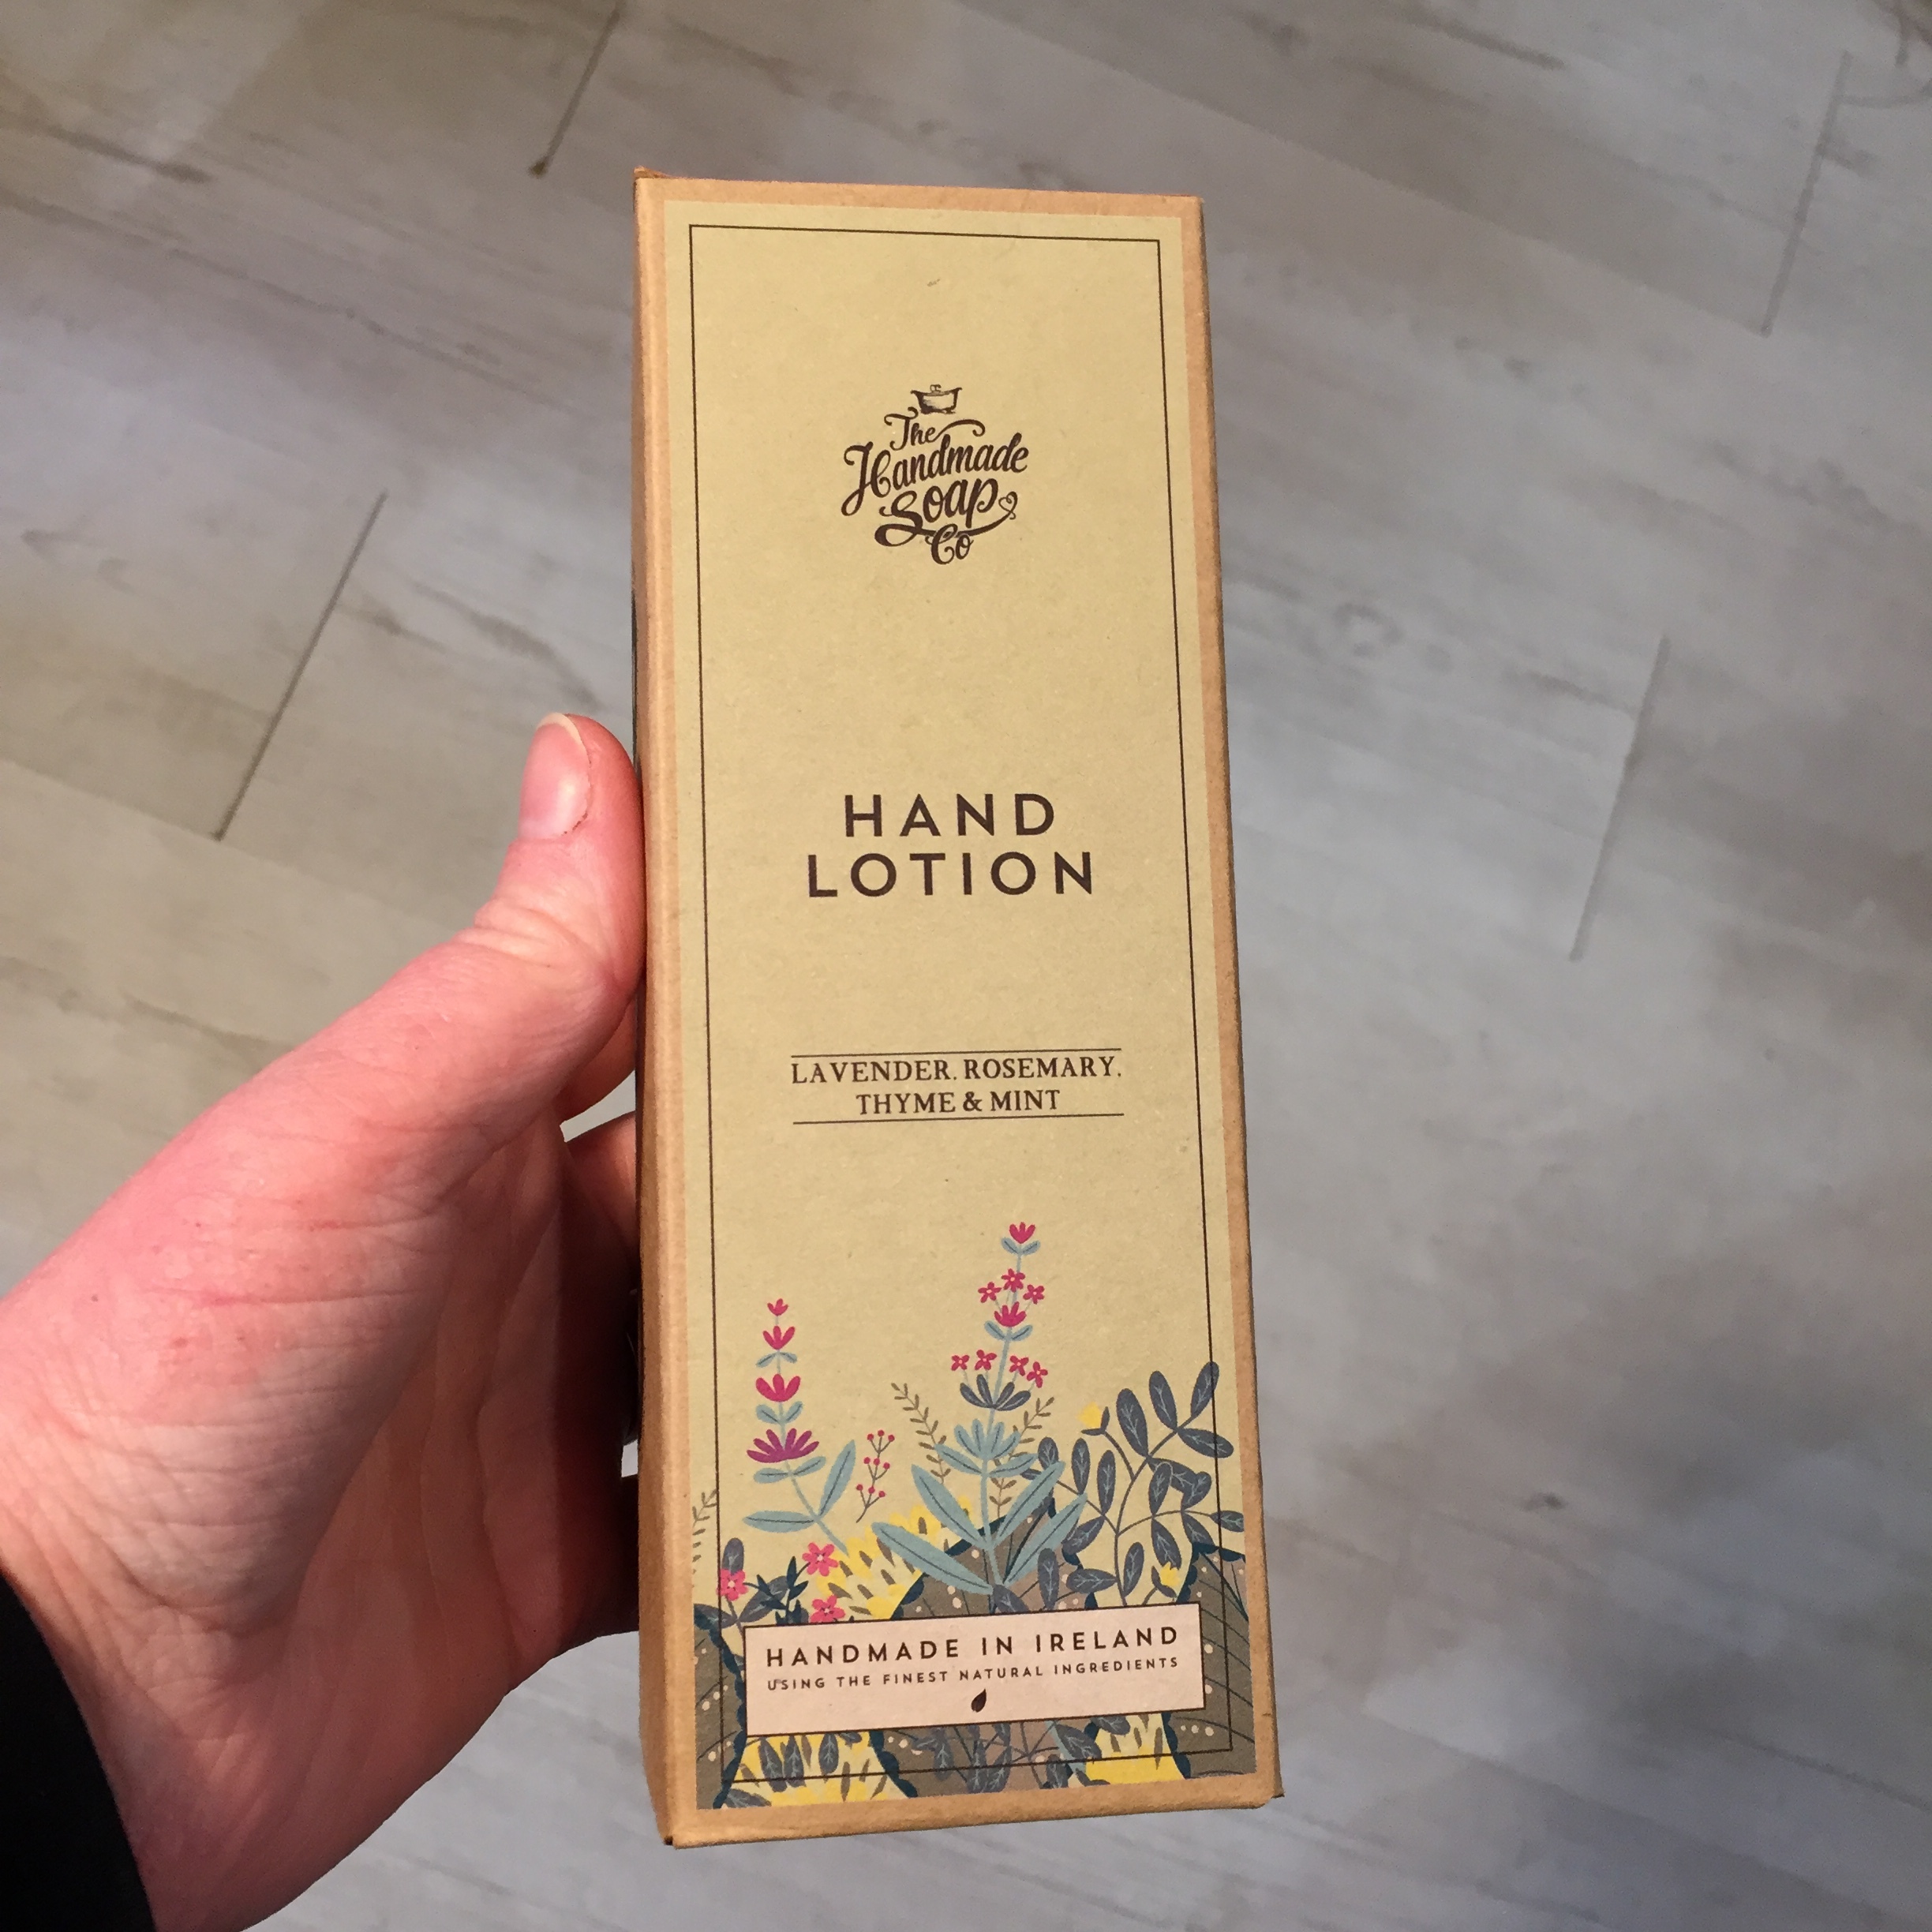 The
Handmade
Soap
Co
HAND
LOTION
LAVENDER, ROSEMARY,
THYME & MINT
HANDMADE IN IRELAND
USING THE FINEST NATURAL INGREDIENTS